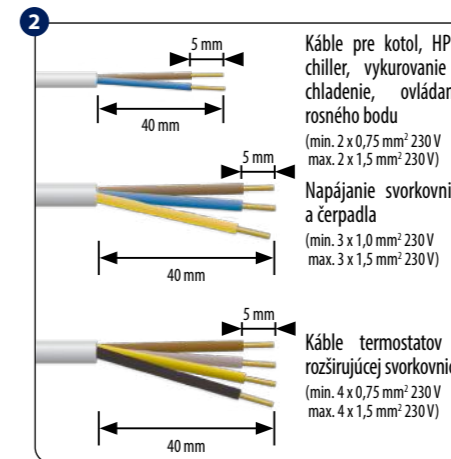 2
5 mm
40 mm
Káble pre kotol, HP
chiller, vykurovanie
chladenie, ovládan
rosného bodu
(min. 2 x 0,75 mm² 230 V
max. 2 x 1,5 mm² 230 V)
5 mm
40 mm
Napájanie svorkovni
a čerpadla
(min. 3 x 1,0 mm² 230 V
max. 3 x 1,5 mm² 230 V)
5 mm
40 mm
Káble termostatov
rozširujúcej svorkovnic
(min. 4 x 0,75 mm² 230 V
max. 4 x 1,5 mm² 230 V)